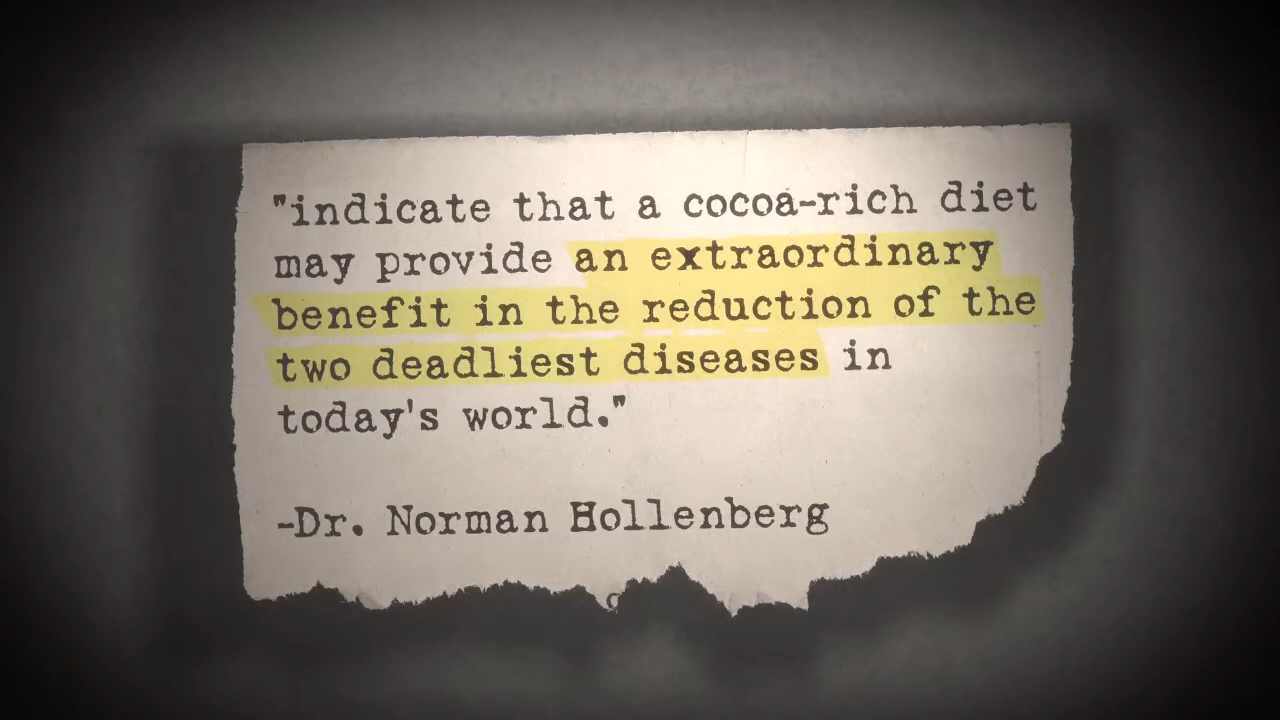 "indicate that a cocoa-rich diet
may provide an extraordinary
benefit in the reduction of the
two deadliest diseases in
today's world."
-Dr. Norman Hollenberg